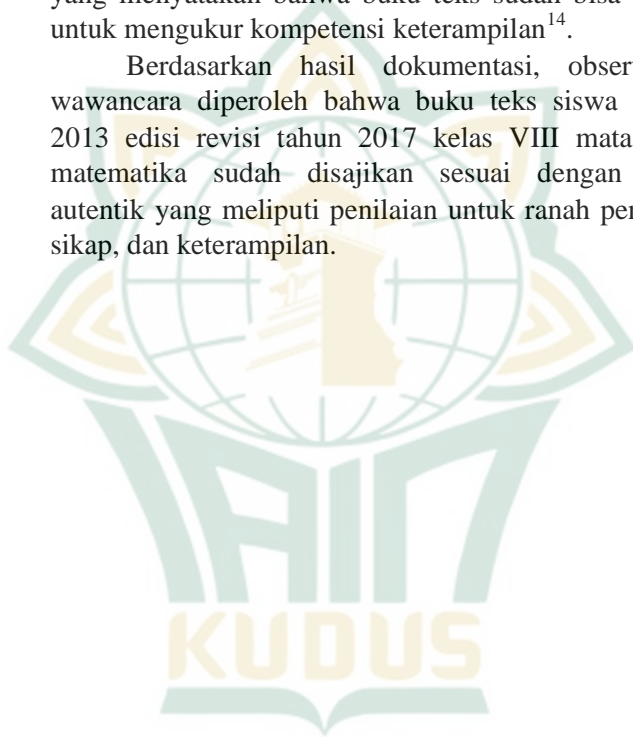 yang menyatakan bahwa buku teks sudah bisa
untuk mengukur kompetensi keterampilan¹⁴.
Berdasarkan hasil dokumentasi, obser
wawancara diperoleh bahwa buku teks siswa
2013 edisi revisi tahun 2017 kelas VIII mata
matematika sudah disajikan sesuai dengan
autentik yang meliputi penilaian untuk ranah per
sikap, dan keterampilan.
IAIN
KUDUS